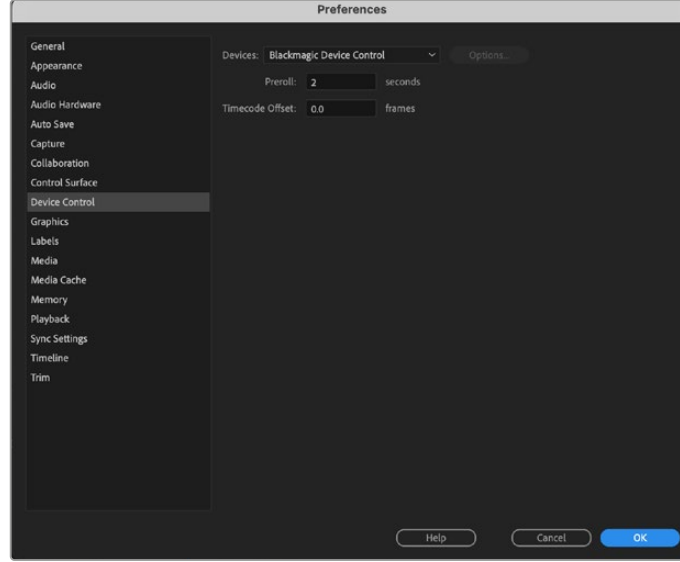 Preferences
General
Appearance
Audio
Audio Hardware
Auto Save
Capture
Collaboration
Control Surface
Device Control
Graphics
Labels
Media
Media Cache
Memory
Playback
Sync Settings
Timeline
Trim
Devices: Blackmagic Device Control Options...
Preroll: 2 seconds
Timecode Offset: 0.0 frames
Help Cancel OK